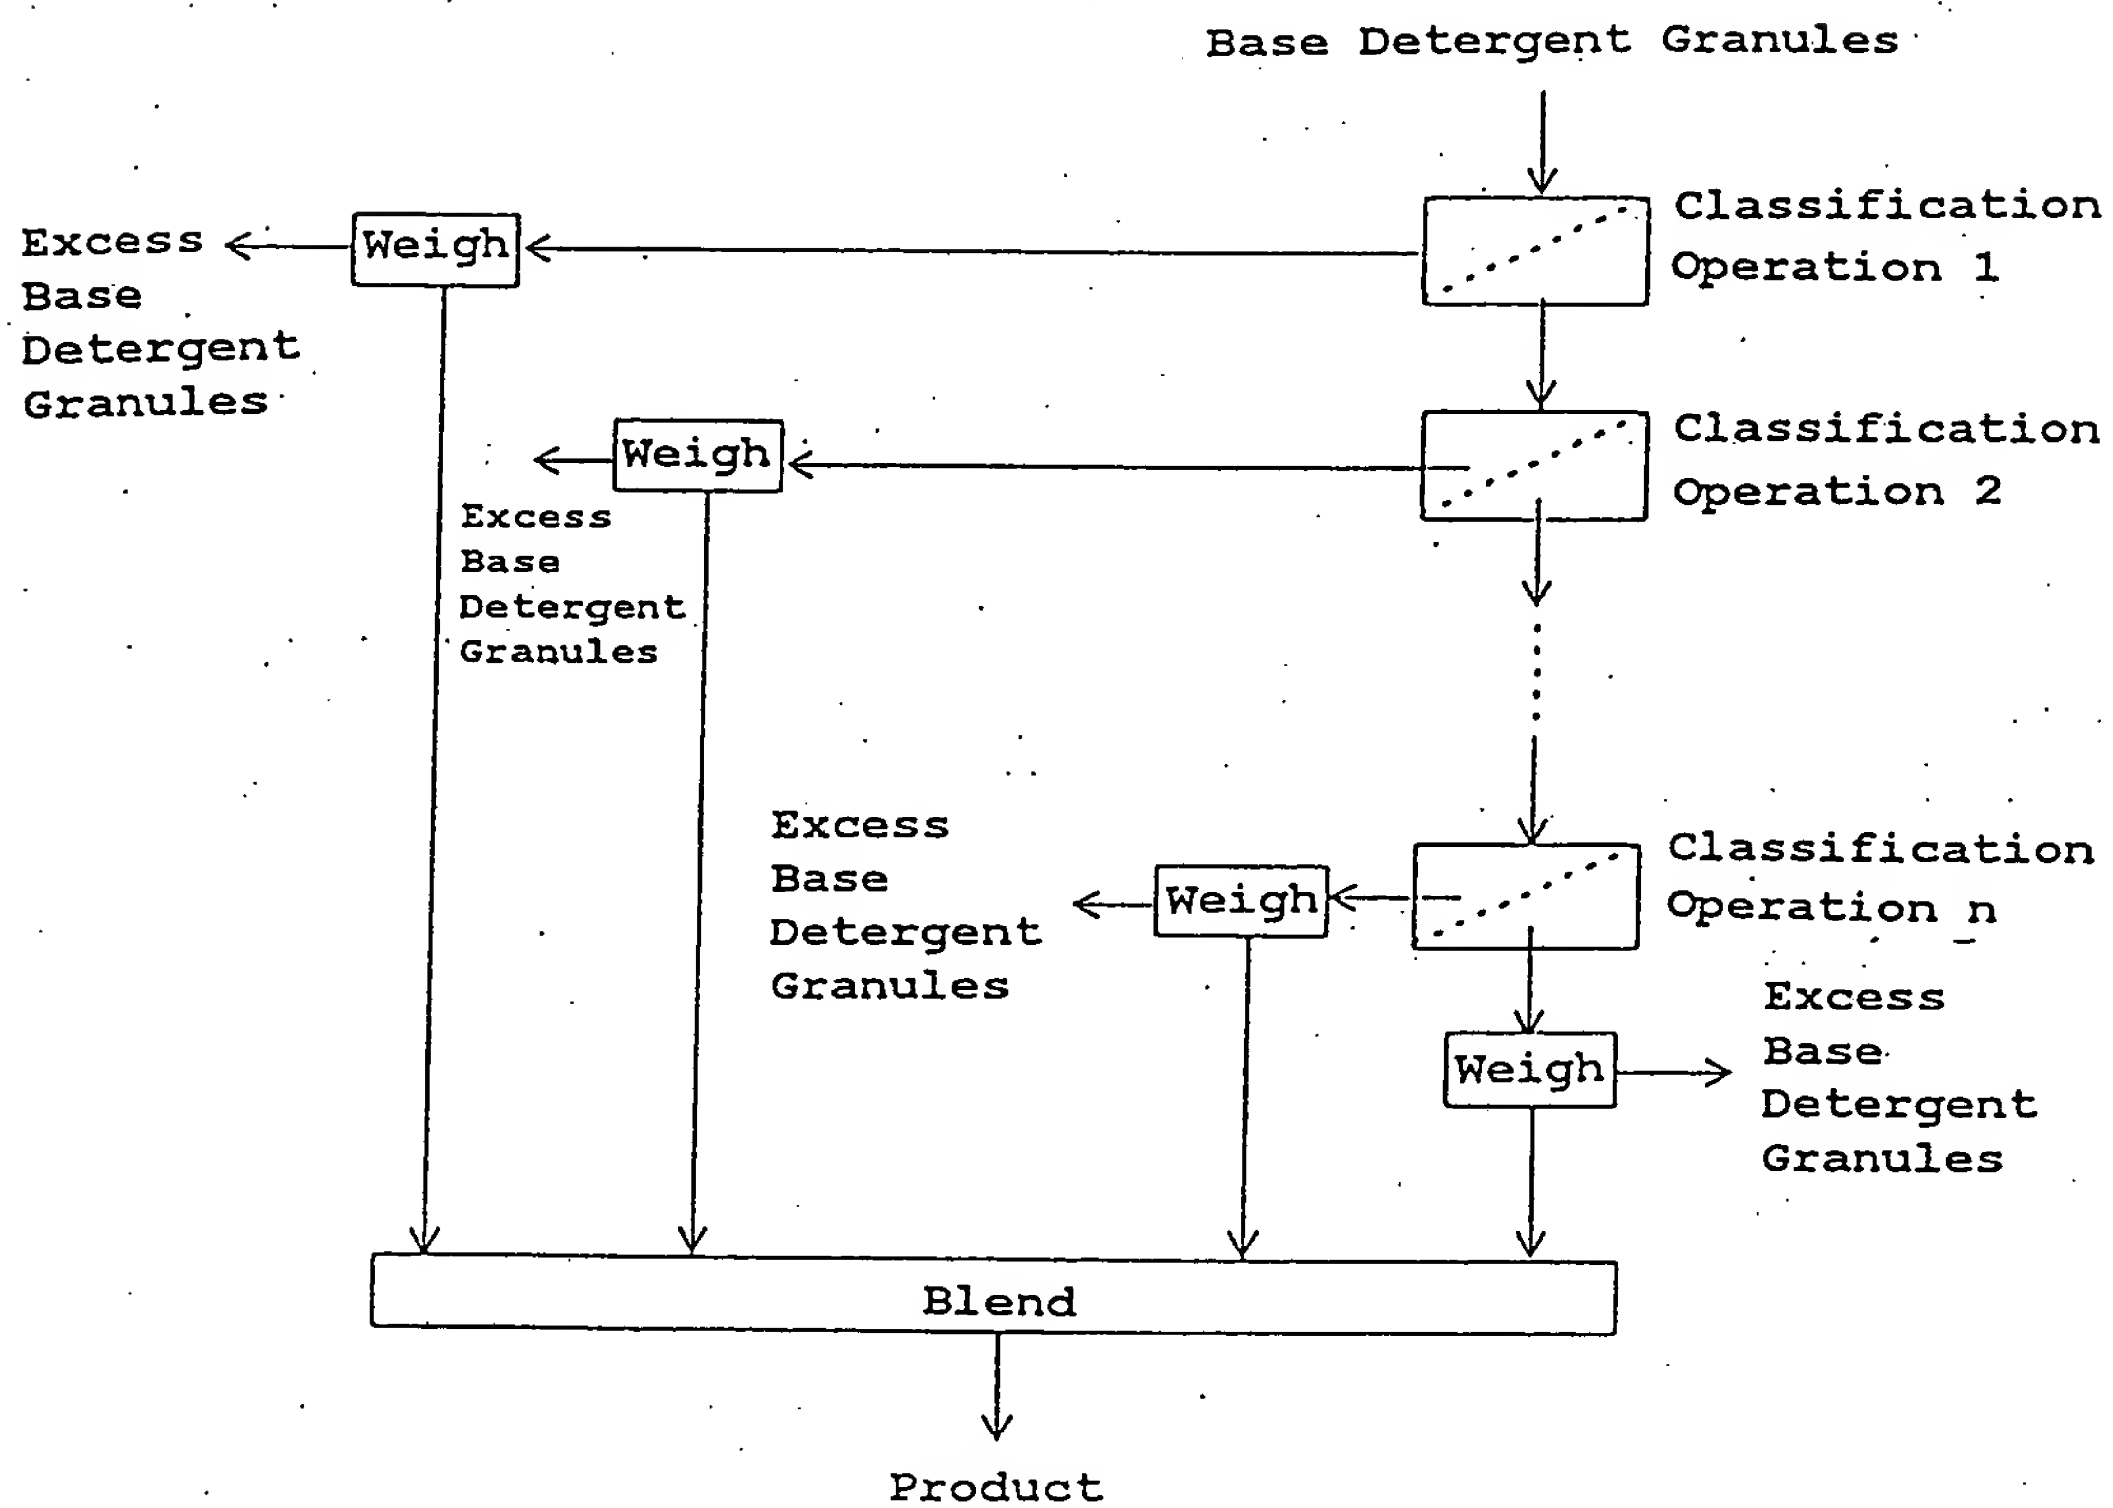 Base Detergent Granules
Classification
Operation 1
Weigh
Excess
Base
Detergent
Granules
Classification
Operation 2
Weigh
Excess
Base
Detergent
Granules
Classification
Operation n
Weigh
Excess
Base
Detergent
Granules
Weigh
Excess
Base
Detergent
Granules
Blend
Product